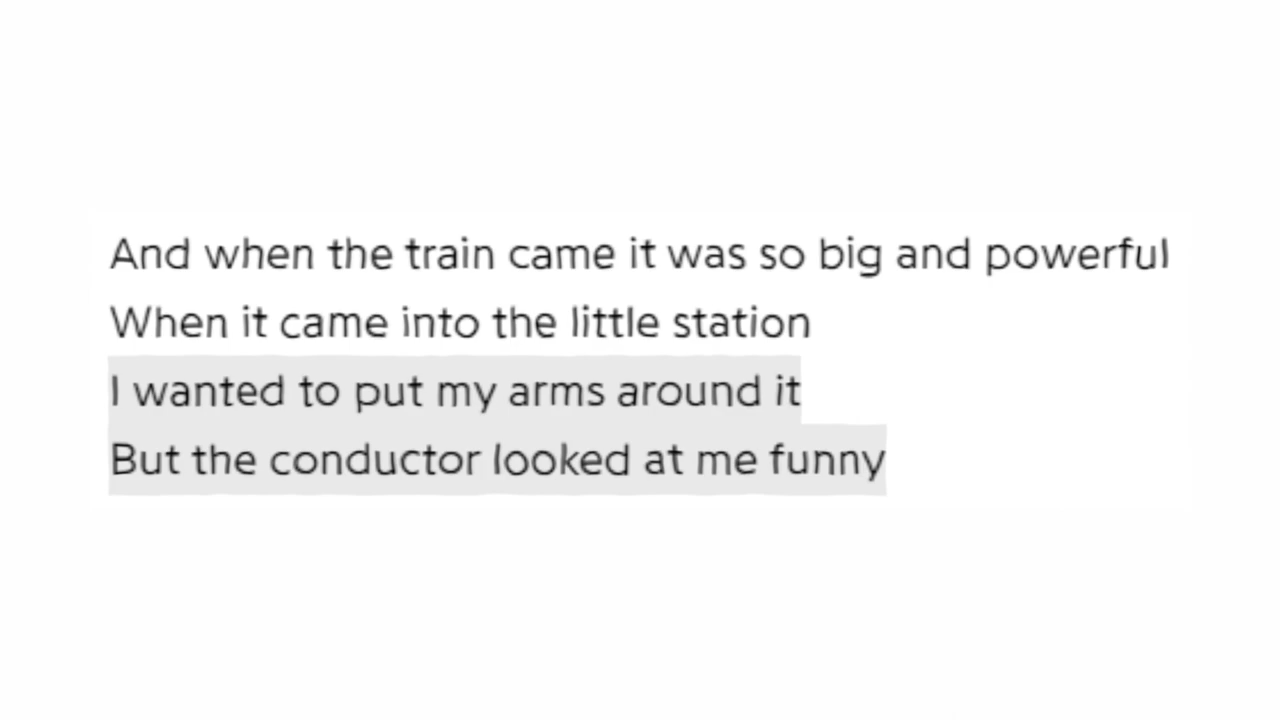 And when the train came it was so big and powerful
When it came into the little station
I wanted to put my arms around it
But the conductor looked at me funny